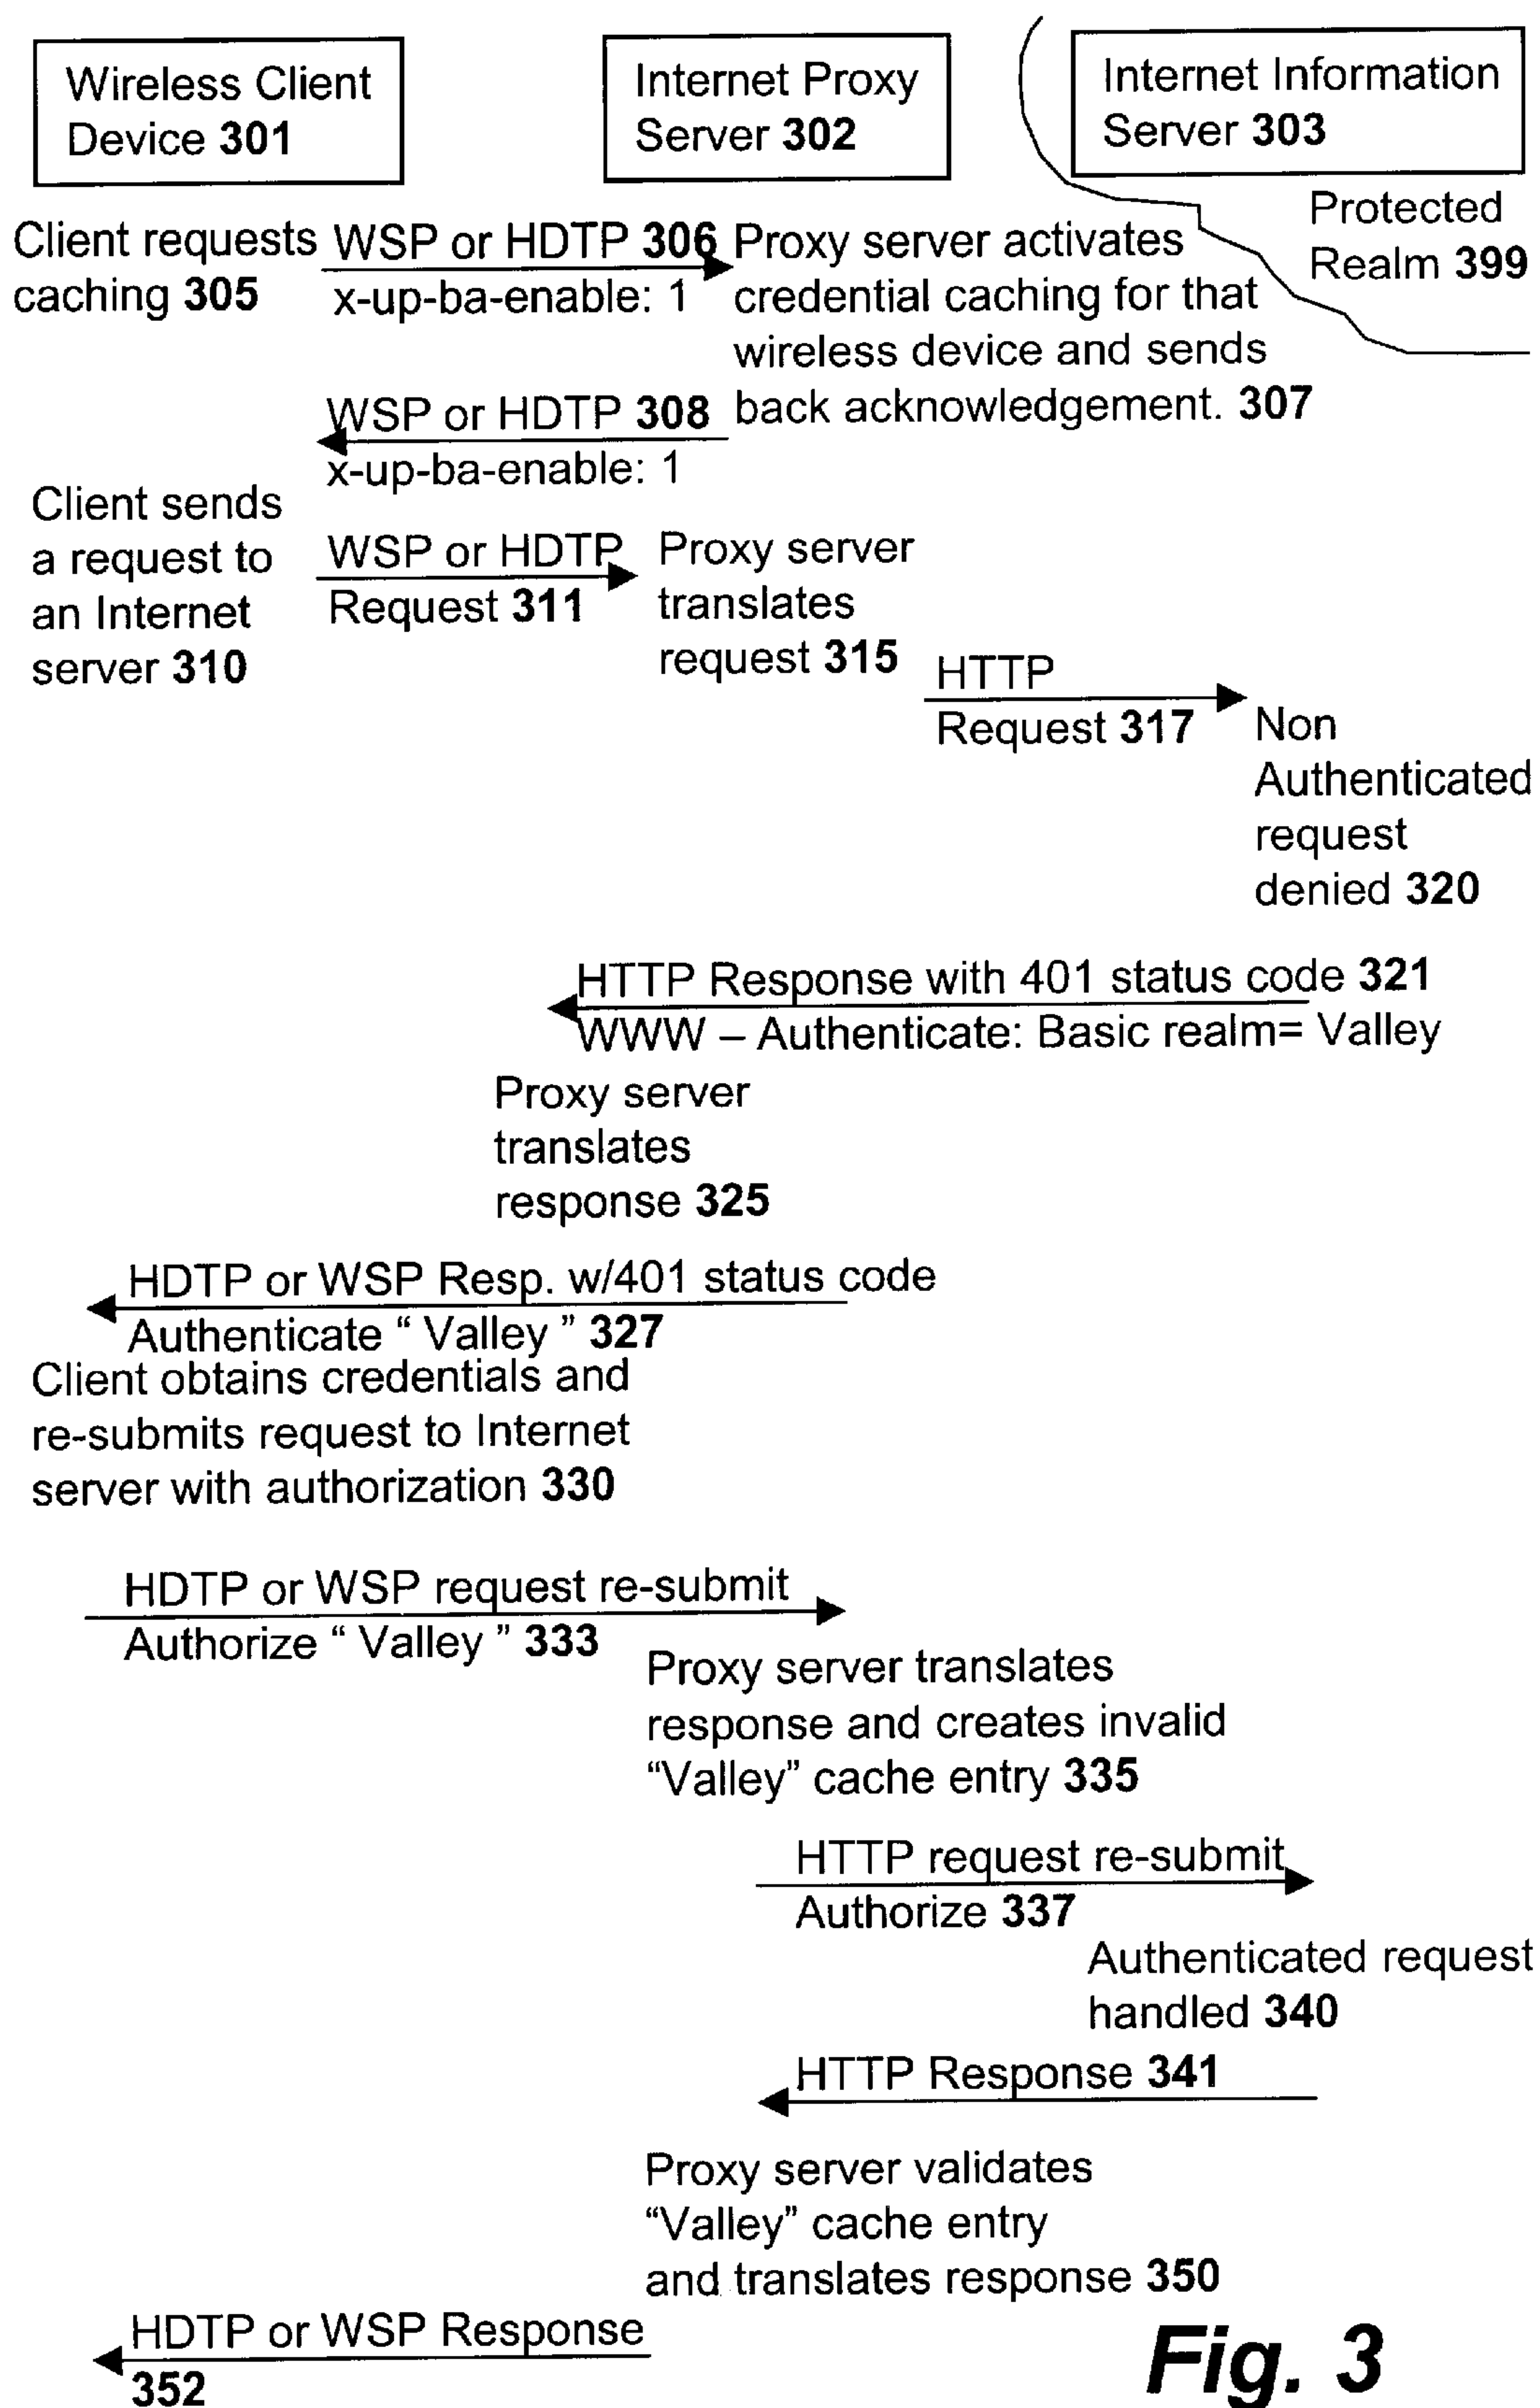 Wireless Client
Device 301
Internet Proxy
Server 302
Internet Information
Server 303
Protected
Realm 399
Client requests
caching 305
WSP or HDTP 306
x-up-ba-enable: 1
Proxy server activates
credential caching for that
wireless device and sends
back acknowledgement. 307
WSP or HDTP 308
x-up-ba-enable: 1
Client sends
a request to
an Internet
server 310
WSP or HDTP
Request 311
Proxy server
translates
request 315
HTTP
Request 317
Non
Authenticated
request
denied 320
HTTP Response with 401 status code 321
WWW – Authenticate: Basic realm= Valley
Proxy server
translates
response 325
HDTP or WSP Resp. w/401 status code
Authenticate “ Valley ” 327
Client obtains credentials and
re-submits request to Internet
server with authorization 330
HDTP or WSP request re-submit
Authorize “ Valley ” 333
Proxy server translates
response and creates invalid
“Valley” cache entry 335
HTTP request re-submit
Authorize 337
Authenticated request
handled 340
HTTP Response 341
Proxy server validates
“Valley” cache entry
and translates response 350
HDTP or WSP Response
352
Fig. 3